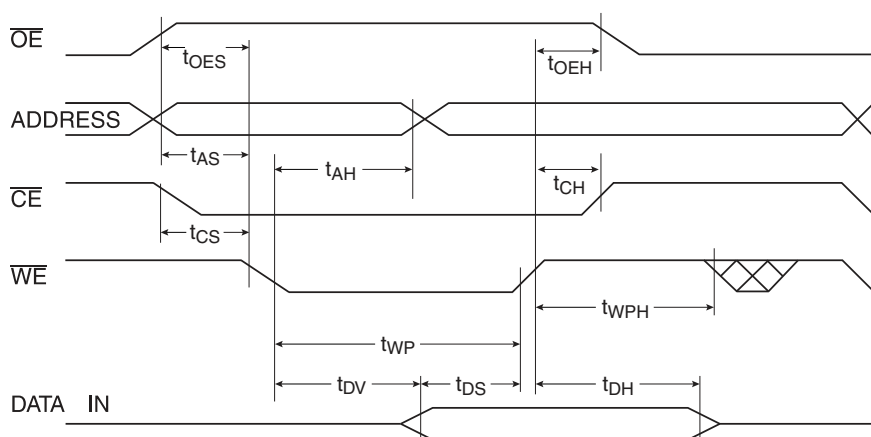 OE
tOES
tOEH
ADDRESS
tAS
tAH
tCH
CE
tCS
WE
tWPH
tWP
tDV
tDS
tDH
DATA IN